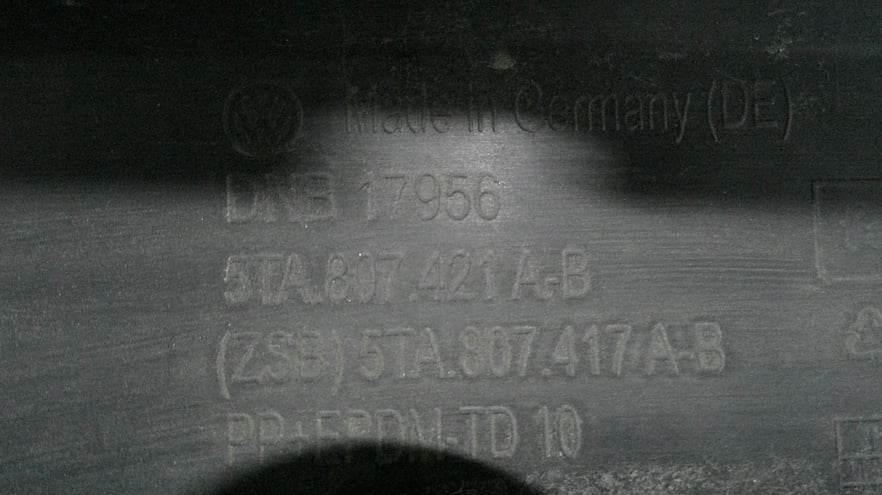 Made in Germany (DE)
DNB 17956
5TA.807.421 A-B
(ZSB) 5TA.807.417 A-B
PP+EPDM-TD 10